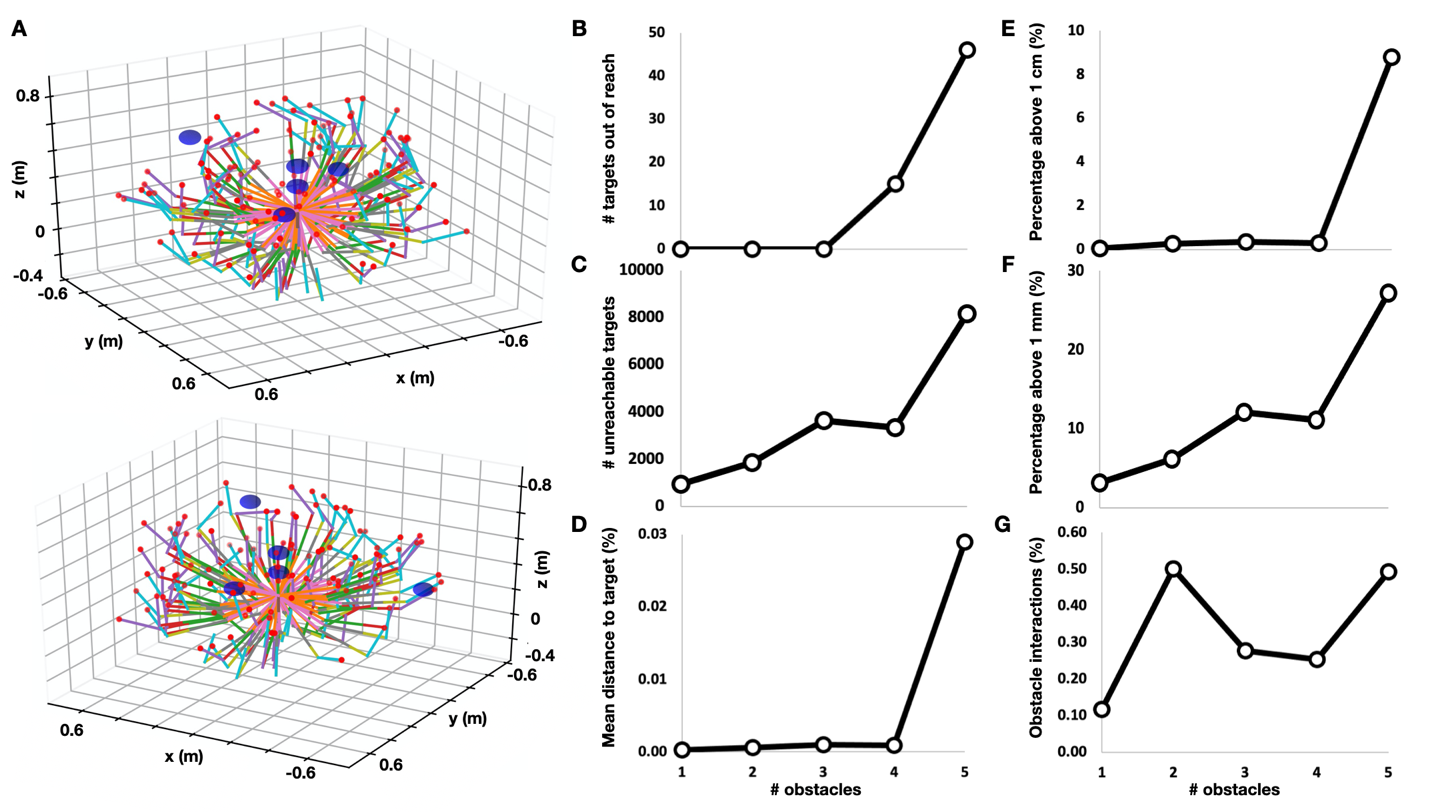 A
0.8
z (m)
0
-0.4
-0.6
y (m)
0.6
0.6
x (m)
-0.6
0.8
z (m)
0
-0.4
-0.6
y (m)
0.6
0.6
x (m)
-0.6
B
# targets out of reach
50
40
30
20
10
0
C
# unreachable targets
10000
8000
6000
4000
2000
0
D
Mean distance to target (%)
0.03
0.02
0.01
0.00
1 2 3 4 5
# obstacles
E
Percentage above 1 cm (%)
10
8
6
4
2
0
F
Percentage above 1 mm (%)
30
20
10
0
G
Obstacle interactions (%)
0.60
0.50
0.40
0.30
0.20
0.10
0.00
1 2 3 4 5
# obstacles